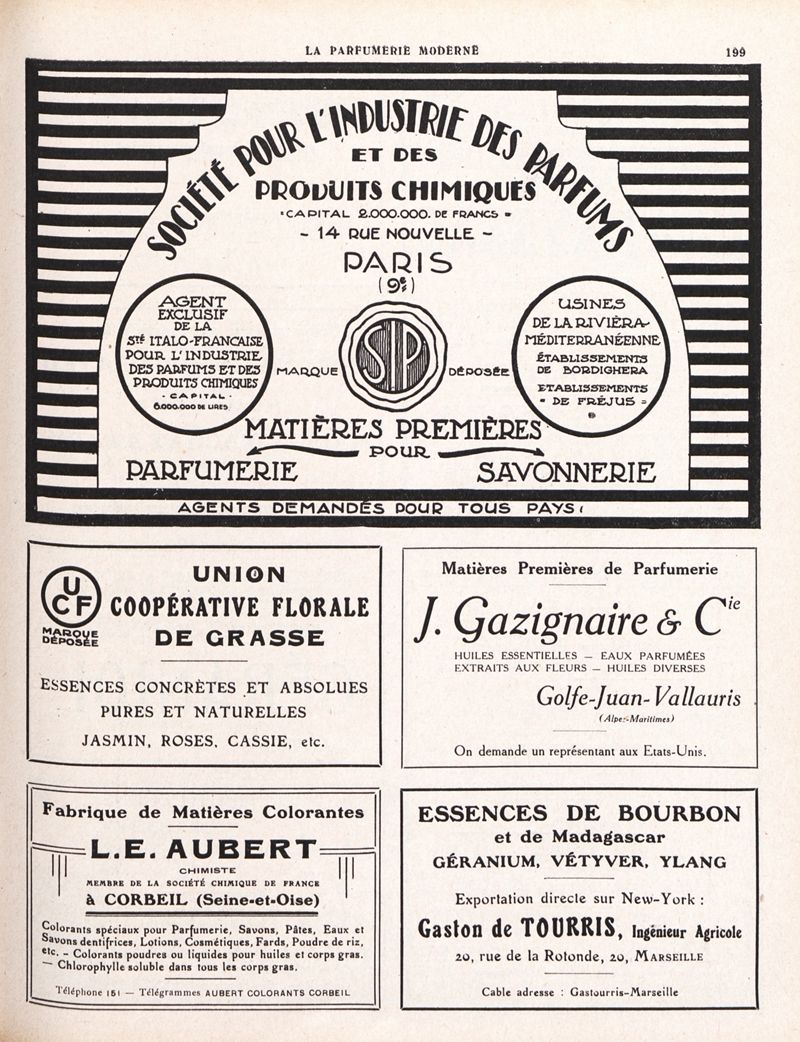 LA PARFUMERIE MODERNE
199
SOCIÉTÉ POUR L'INDUSTRIE DES PARFUMS
ET DES
PRODUITS CHIMIQUES
CAPITAL 2.000.000. DE FRANCS
- 14 RUE NOUVELLE -
PARIS
(9e)
AGENT
EXCLUSIF
DE LA
STÉ ITALO-FRANCAISE
POUR L'INDUSTRIE
DES PARFUMS ET DES
PRODUITS CHIMIQUES
- CAPITAL -
6.000.000 DE LIRES
MARQUE
SIP
DÉPOSÉE
USINES
DE LA RIVIÈRA
MÉDITERRANÉENNE
ÉTABLISSEMENTS
DE BORDIGHERA
ETABLISSEMENTS
DE FRÉJUS
MATIÈRES PREMIÈRES
POUR
PARFUMERIE SAVONNERIE
AGENTS DEMANDÉS POUR TOUS PAYS
UCF
MARQUE
DÉPOSÉE
UNION
COOPÉRATIVE FLORALE
DE GRASSE
ESSENCES CONCRÈTES ET ABSOLUES
PURES ET NATURELLES
JASMIN, ROSES, CASSIE, etc.
Matières Premières de Parfumerie
J. Gazignaire & Cie
HUILES ESSENTIELLES — EAUX PARFUMÉES
EXTRAITS AUX FLEURS — HUILES DIVERSES
Golfe-Juan-Vallauris
(Alpes-Maritimes)
On demande un représentant aux Etats-Unis.
Fabrique de Matières Colorantes
L.E. AUBERT
CHIMISTE
MEMBRE DE LA SOCIÉTÉ CHIMIQUE DE FRANCE
à CORBEIL (Seine-et-Oise)
Colorants spéciaux pour Parfumerie, Savons, Pâtes, Eaux et
Savons dentifrices, Lotions, Cosmétiques, Fards, Poudre de riz,
etc. - Colorants poudres ou liquides pour huiles et corps gras.
— Chlorophylle soluble dans tous les corps gras.
Téléphone 151 — Télégrammes AUBERT COLORANTS CORBEIL
ESSENCES DE BOURBON
et de Madagascar
GÉRANIUM, VÉTYVER, YLANG
Exportation directe sur New-York :
Gaston de TOURRIS, Ingénieur Agricole
20, rue de la Rotonde, 20, MARSEILLE
Cable adresse : Gastourris-Marseille